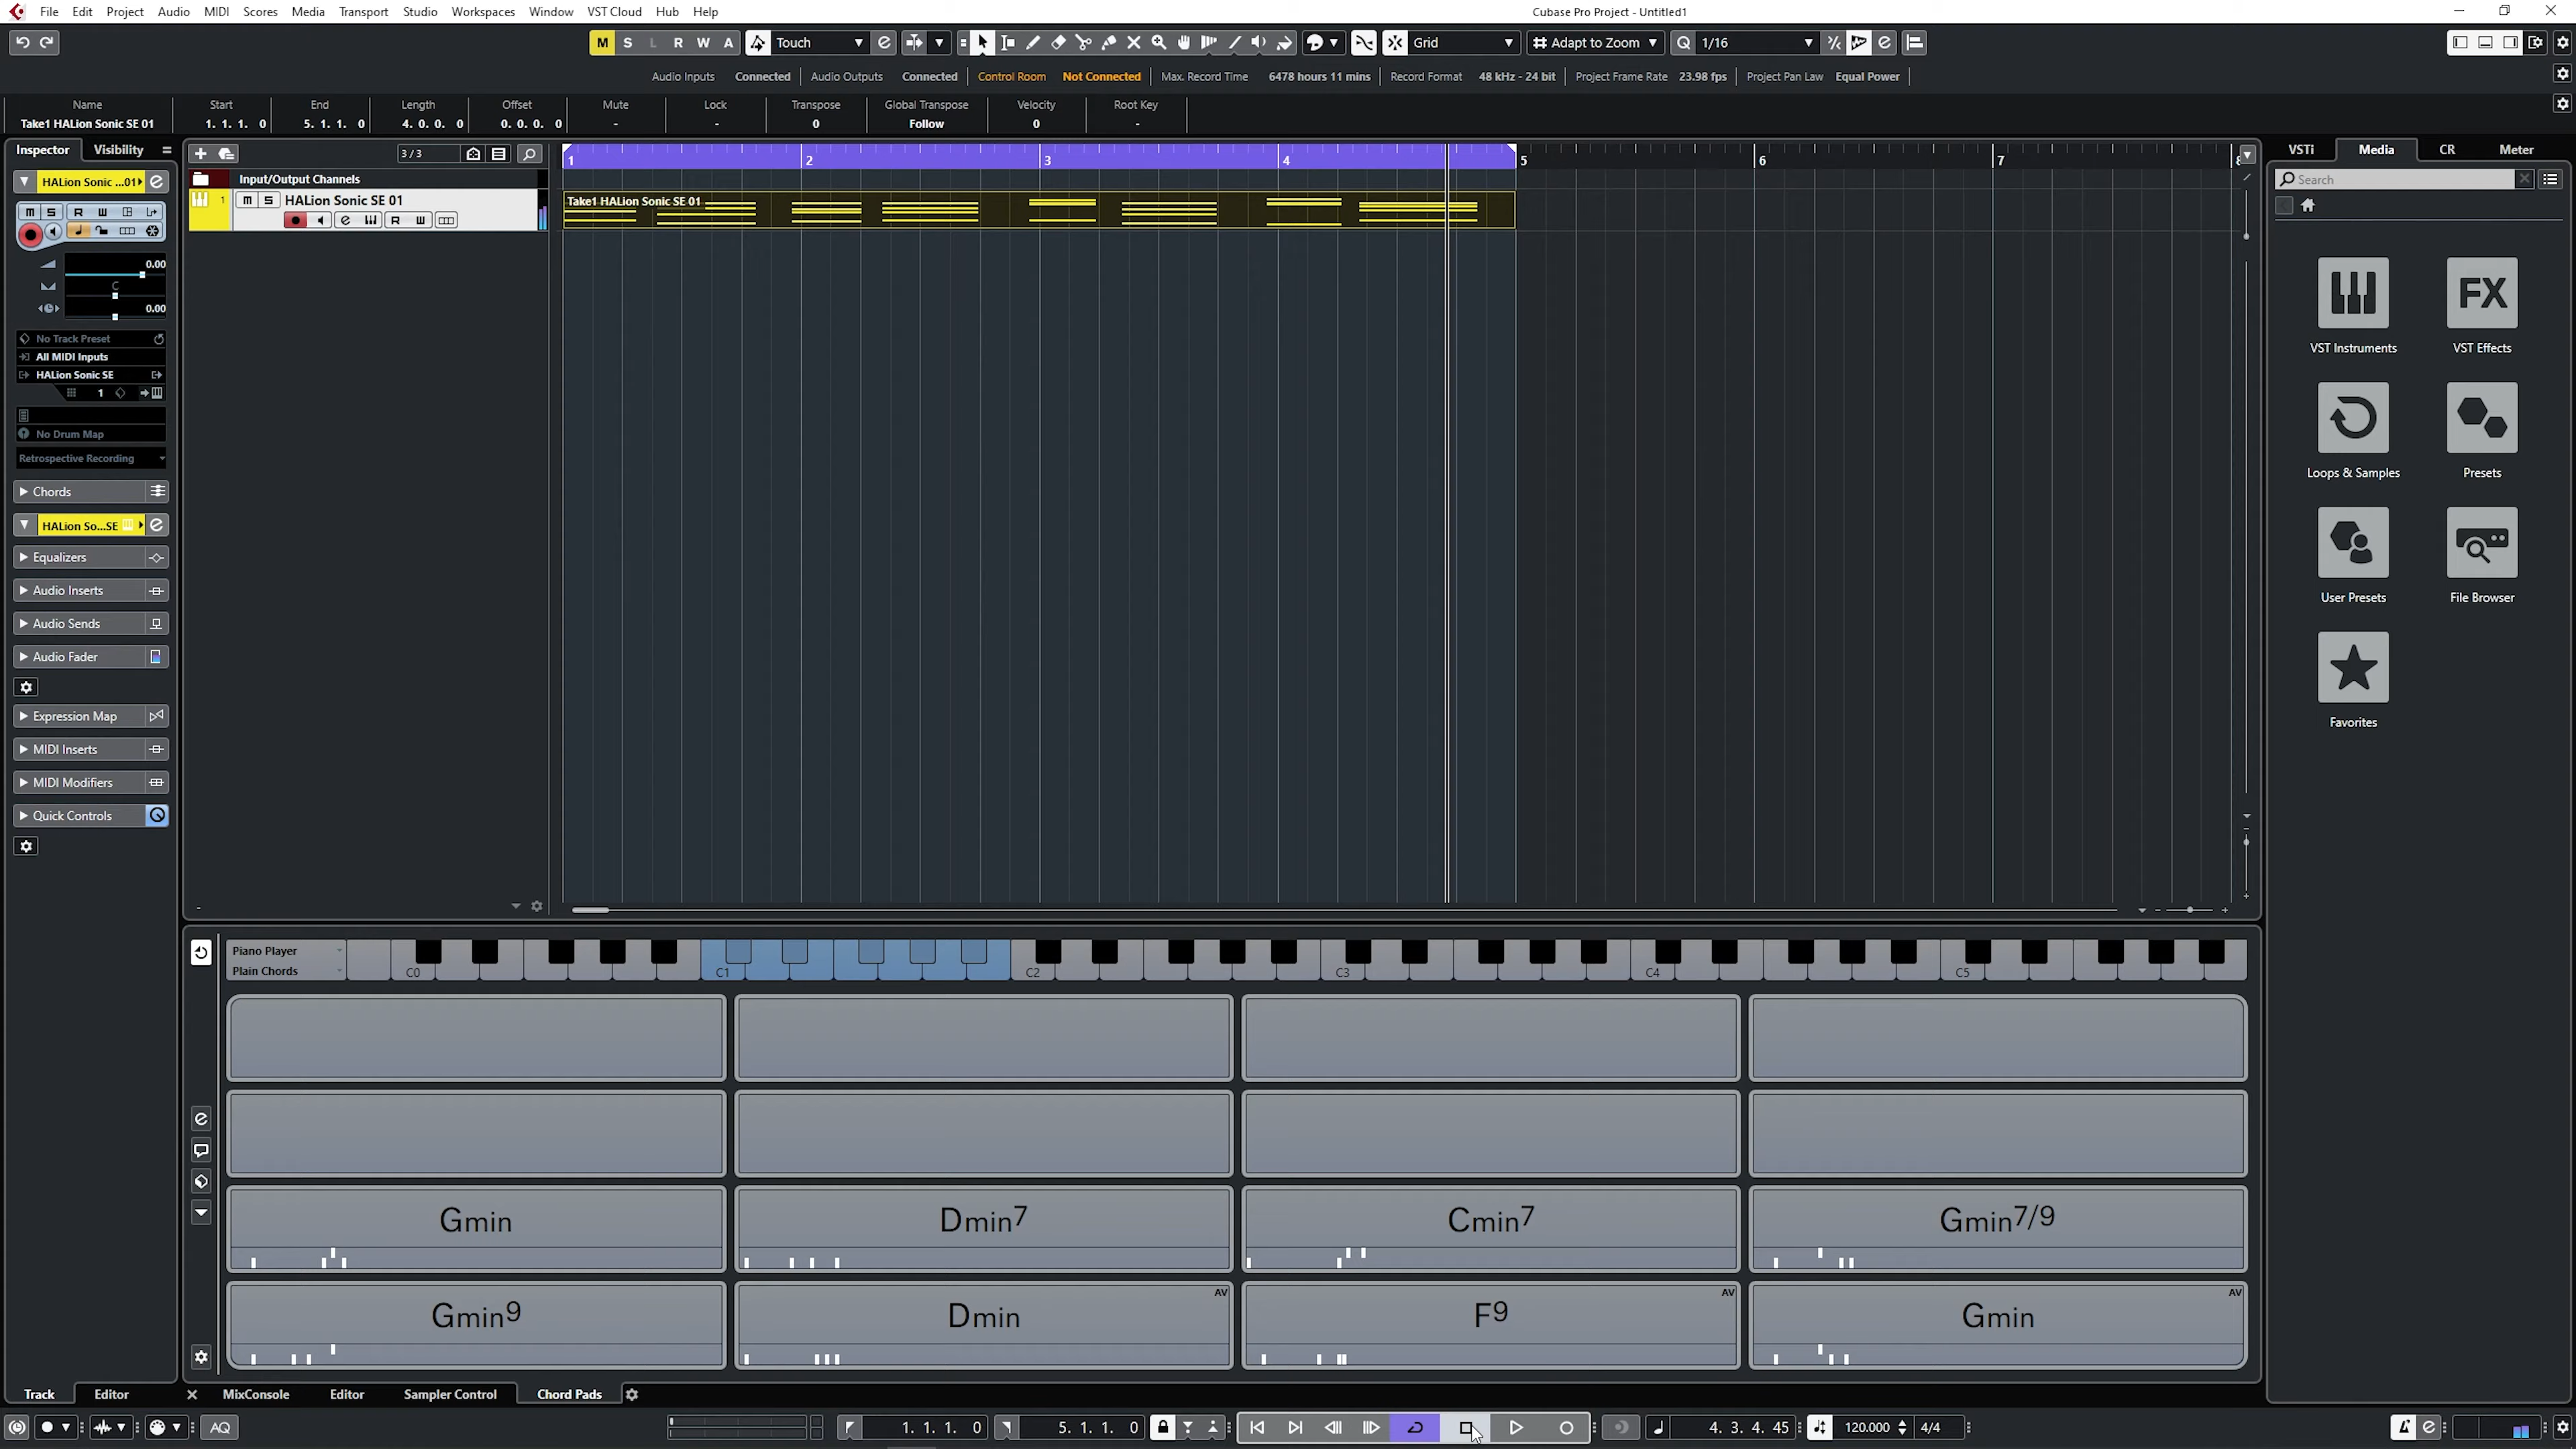 File Edit Project Audio MIDI Scores Media Transport Studio Workspaces Window VST Cloud Hub Help
Cubase Pro Project - Untitled1
M S L R W A Touch Grid Adapt to Zoom 1/16
Audio Inputs Connected Audio Outputs Connected Control Room Not Connected Max. Record Time 6478 hours 11 mins Record Format 48 kHz - 24 bit Project Frame Rate 23.98 fps Project Pan Law Equal Power
Name Start End Length Offset Mute Lock Transpose Global Transpose Velocity Root Key
Take1 HALion Sonic SE 01 1. 1. 1. 0 5. 1. 1. 0 4. 0. 0. 0 0. 0. 0. 0 - - 0 Follow 0 -
Inspector Visibility
HALion Sonic ...01
M S R W
0.00
C
0.00
No Track Preset
All MIDI Inputs
HALion Sonic SE
1
No Drum Map
Retrospective Recording
Chords
HALion So...SE
Equalizers
Audio Inserts
Audio Sends
Audio Fader
Expression Map
MIDI Inserts
MIDI Modifiers
Quick Controls
3 / 3
Input/Output Channels
1 M S HALion Sonic SE 01
R W
1 2 3 4 5 6 7 8
Take1 HALion Sonic SE 01
VSTi Media CR Meter
Search
FX
VST Instruments VST Effects
Loops & Samples Presets
User Presets File Browser
Favorites
Piano Player
Plain Chords
C0 C1 C2 C3 C4 C5
Gmin Dmin7 Cmin7 Gmin7/9
AV AV AV
Gmin9 Dmin F9 Gmin
Track Editor
MixConsole Editor Sampler Control Chord Pads
AQ 1. 1. 1. 0 5. 1. 1. 0 4. 3. 4. 45 120.000 4/4